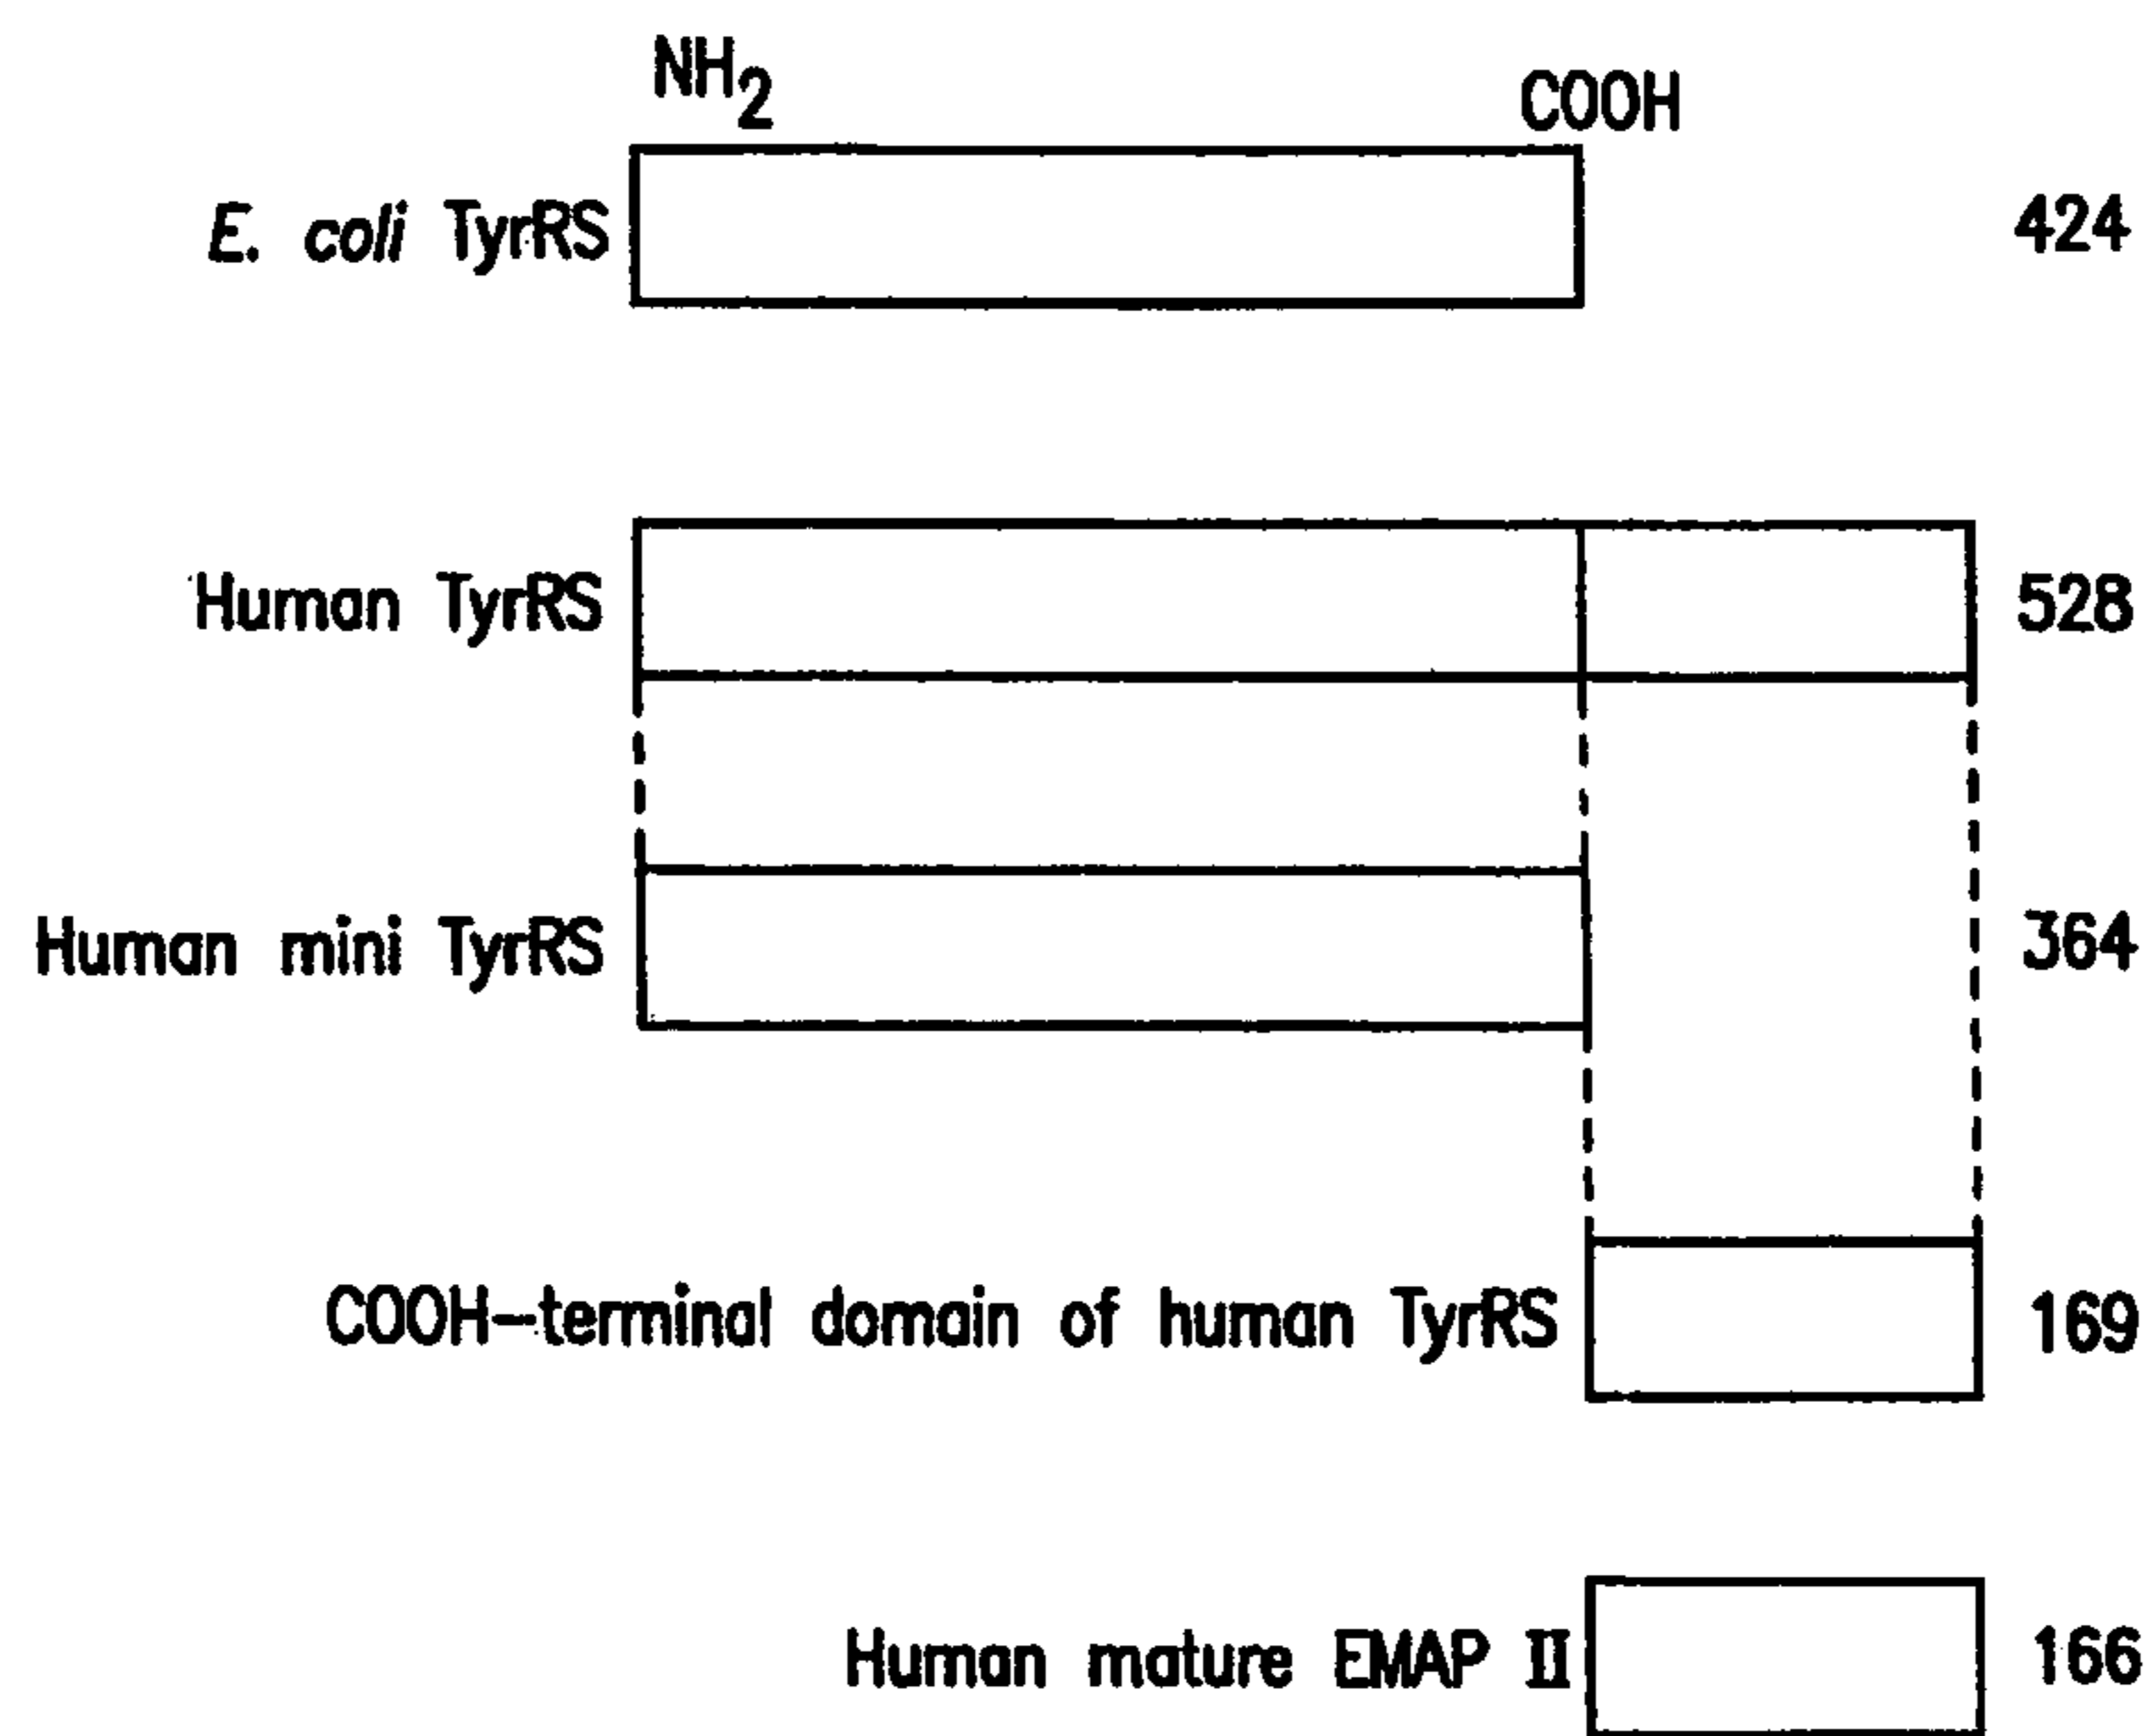 NH2 COOH
E. coli TyrRS 424
Human TyrRS 528
Human mini TyrRS 364
COOH-terminal domain of human TyrRS 169
Human mature EMAP II 166